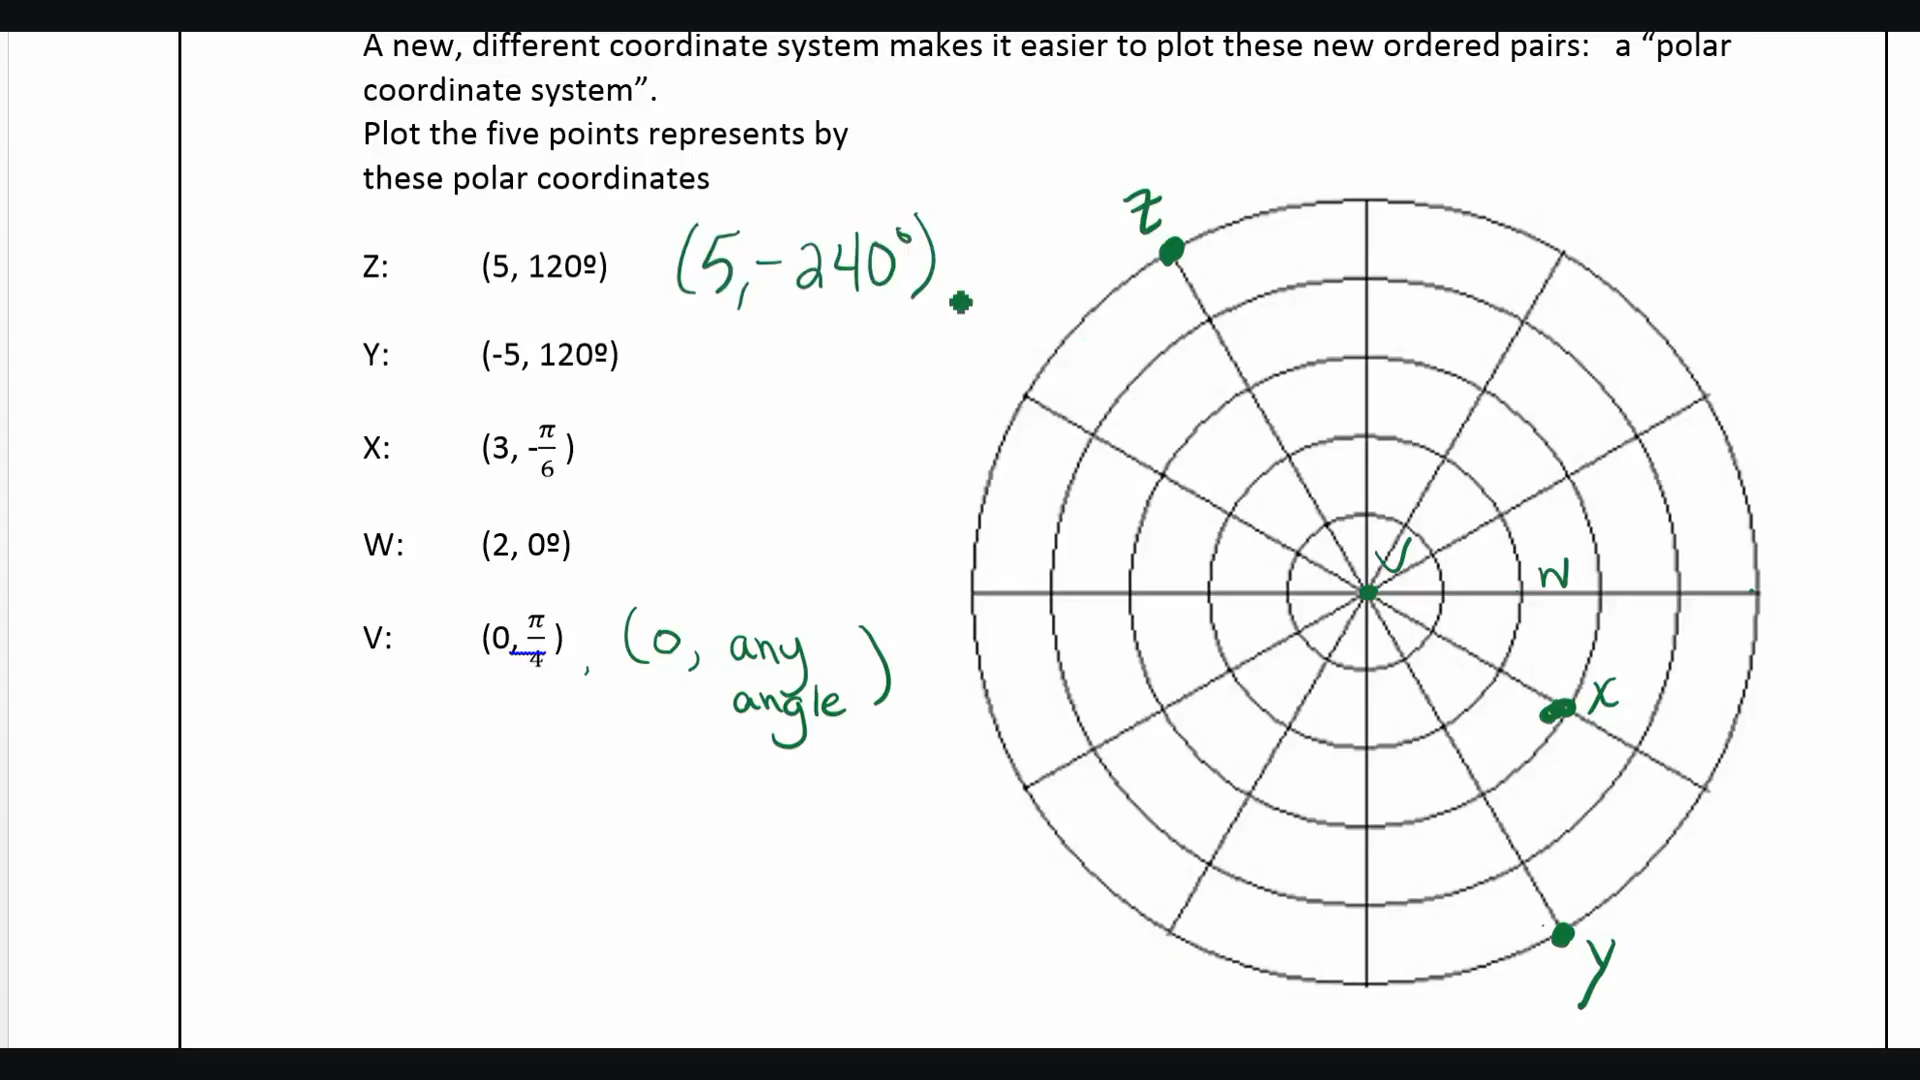 A new, different coordinate system makes it easier to plot these new ordered pairs: a “polar
coordinate system”.
Plot the five points represents by
these polar coordinates
Z: (5, 120º) (5, -240°)
Y: (-5, 120º)
X: (3, -π/6 )
W: (2, 0º)
V: (0, π/4 ) , (0, any
angle )
Z
V
W
X
Y